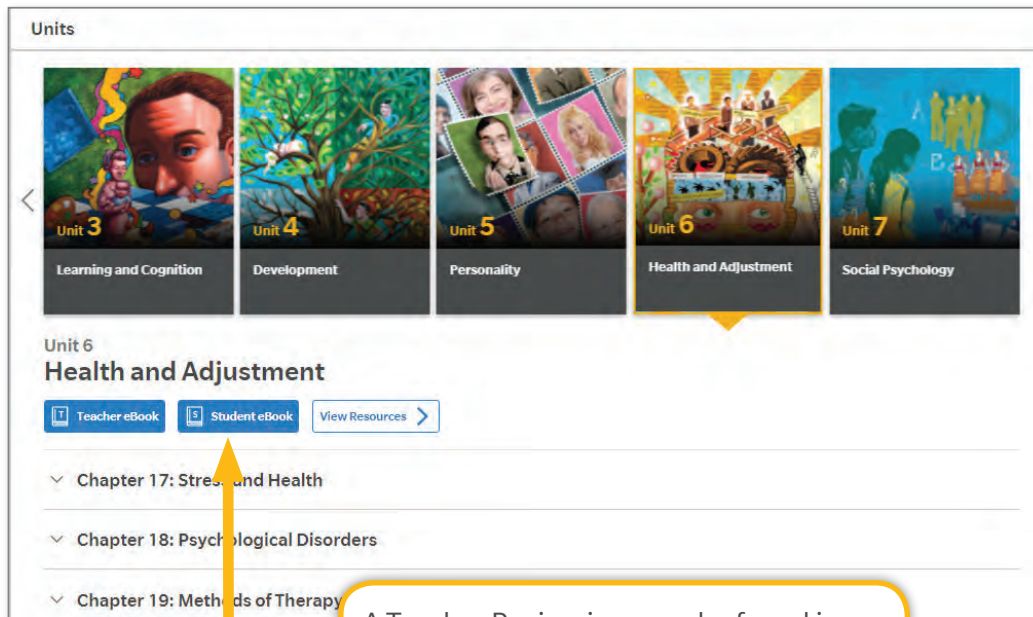 Units
Unit 3
Unit 4
Unit 5
Unit 6
Unit 7
A
B
Learning and Cognition
Development
Personality
Health and Adjustment
Social Psychology
Unit 6
Health and Adjustment
T Teacher eBook
S Student eBook
View Resources
Chapter 17: Stress and Health
Chapter 18: Psychological Disorders
Chapter 19: Methods of Therapy